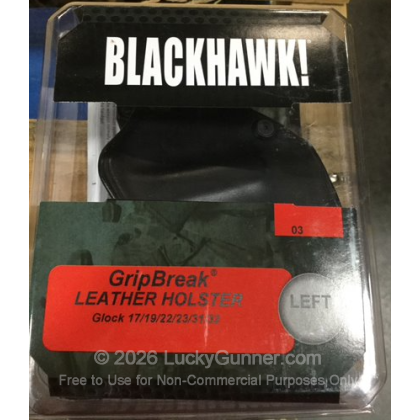 BLACKHAWK!
03
GripBreak®
LEATHER HOLSTER
Glock 17/19/22/23/31/32
LEFT
© 2026 LuckyGunner.com
Free to Use for Non-Commercial Purposes Only